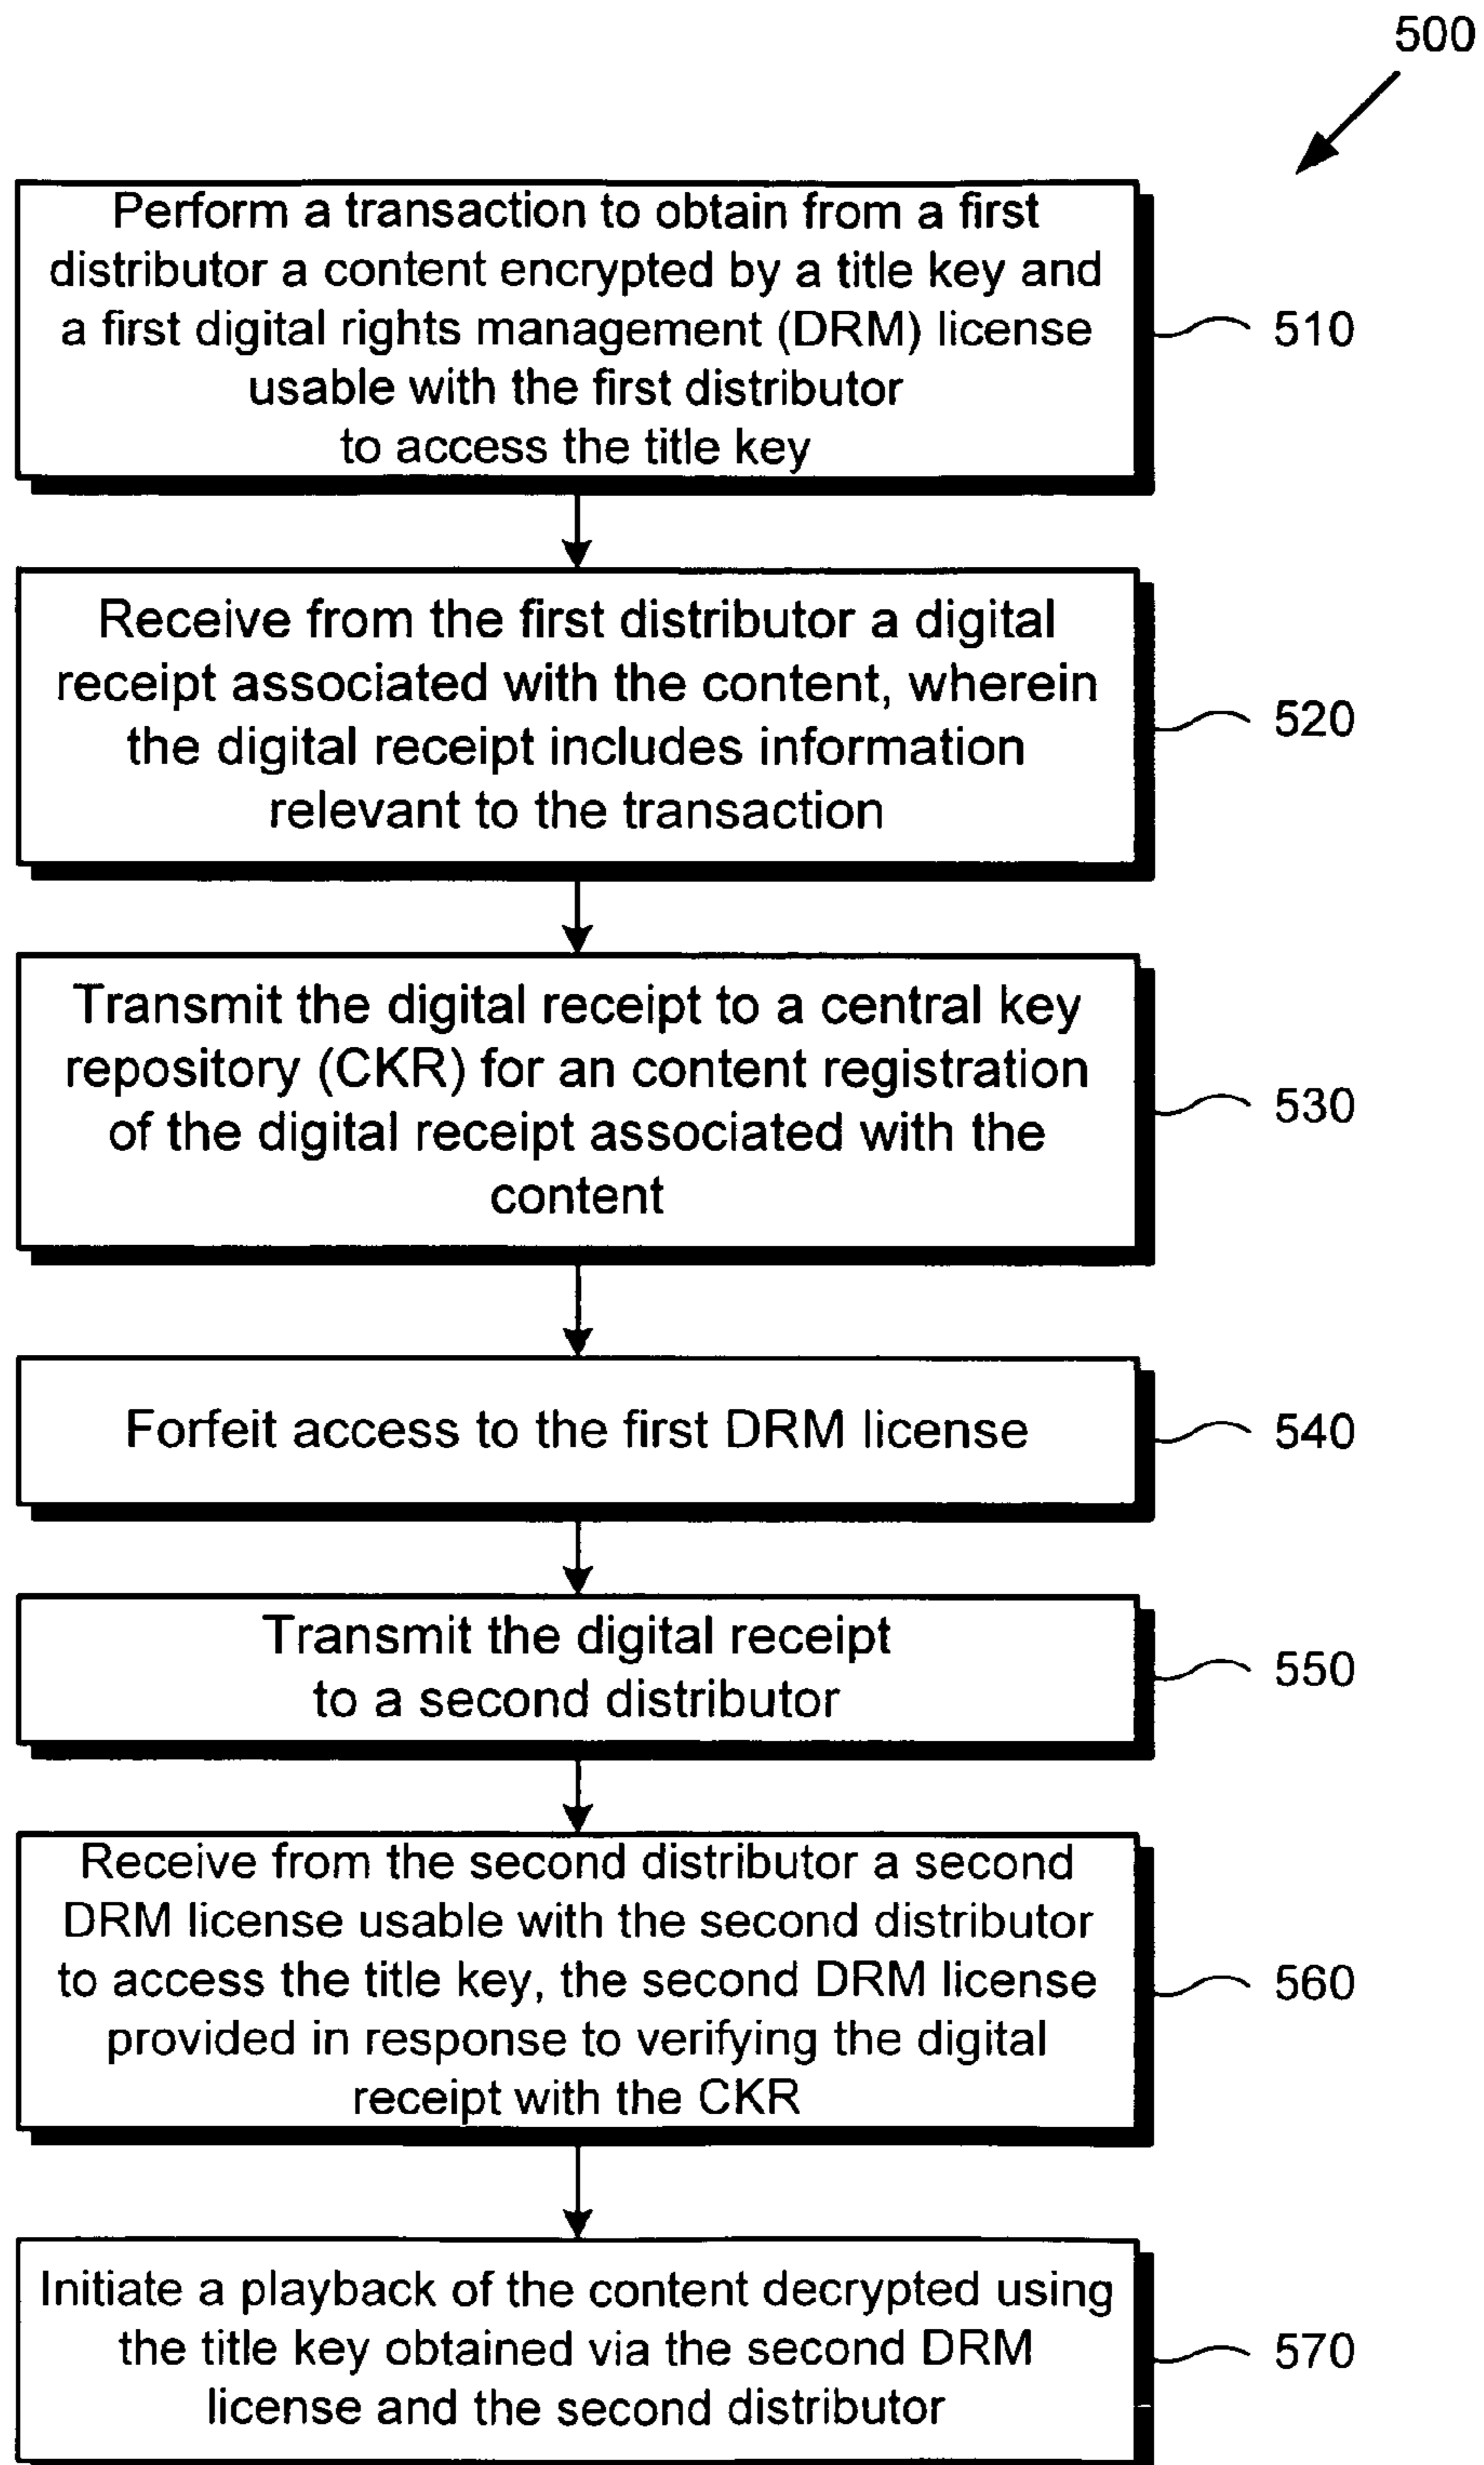 500
Perform a transaction to obtain from a first
distributor a content encrypted by a title key and
a first digital rights management (DRM) license
usable with the first distributor
to access the title key
510
Receive from the first distributor a digital
receipt associated with the content, wherein
the digital receipt includes information
relevant to the transaction
520
Transmit the digital receipt to a central key
repository (CKR) for an content registration
of the digital receipt associated with the
content
530
Forfeit access to the first DRM license
540
Transmit the digital receipt
to a second distributor
550
Receive from the second distributor a second
DRM license usable with the second distributor
to access the title key, the second DRM license
provided in response to verifying the digital
receipt with the CKR
560
Initiate a playback of the content decrypted using
the title key obtained via the second DRM
license and the second distributor
570